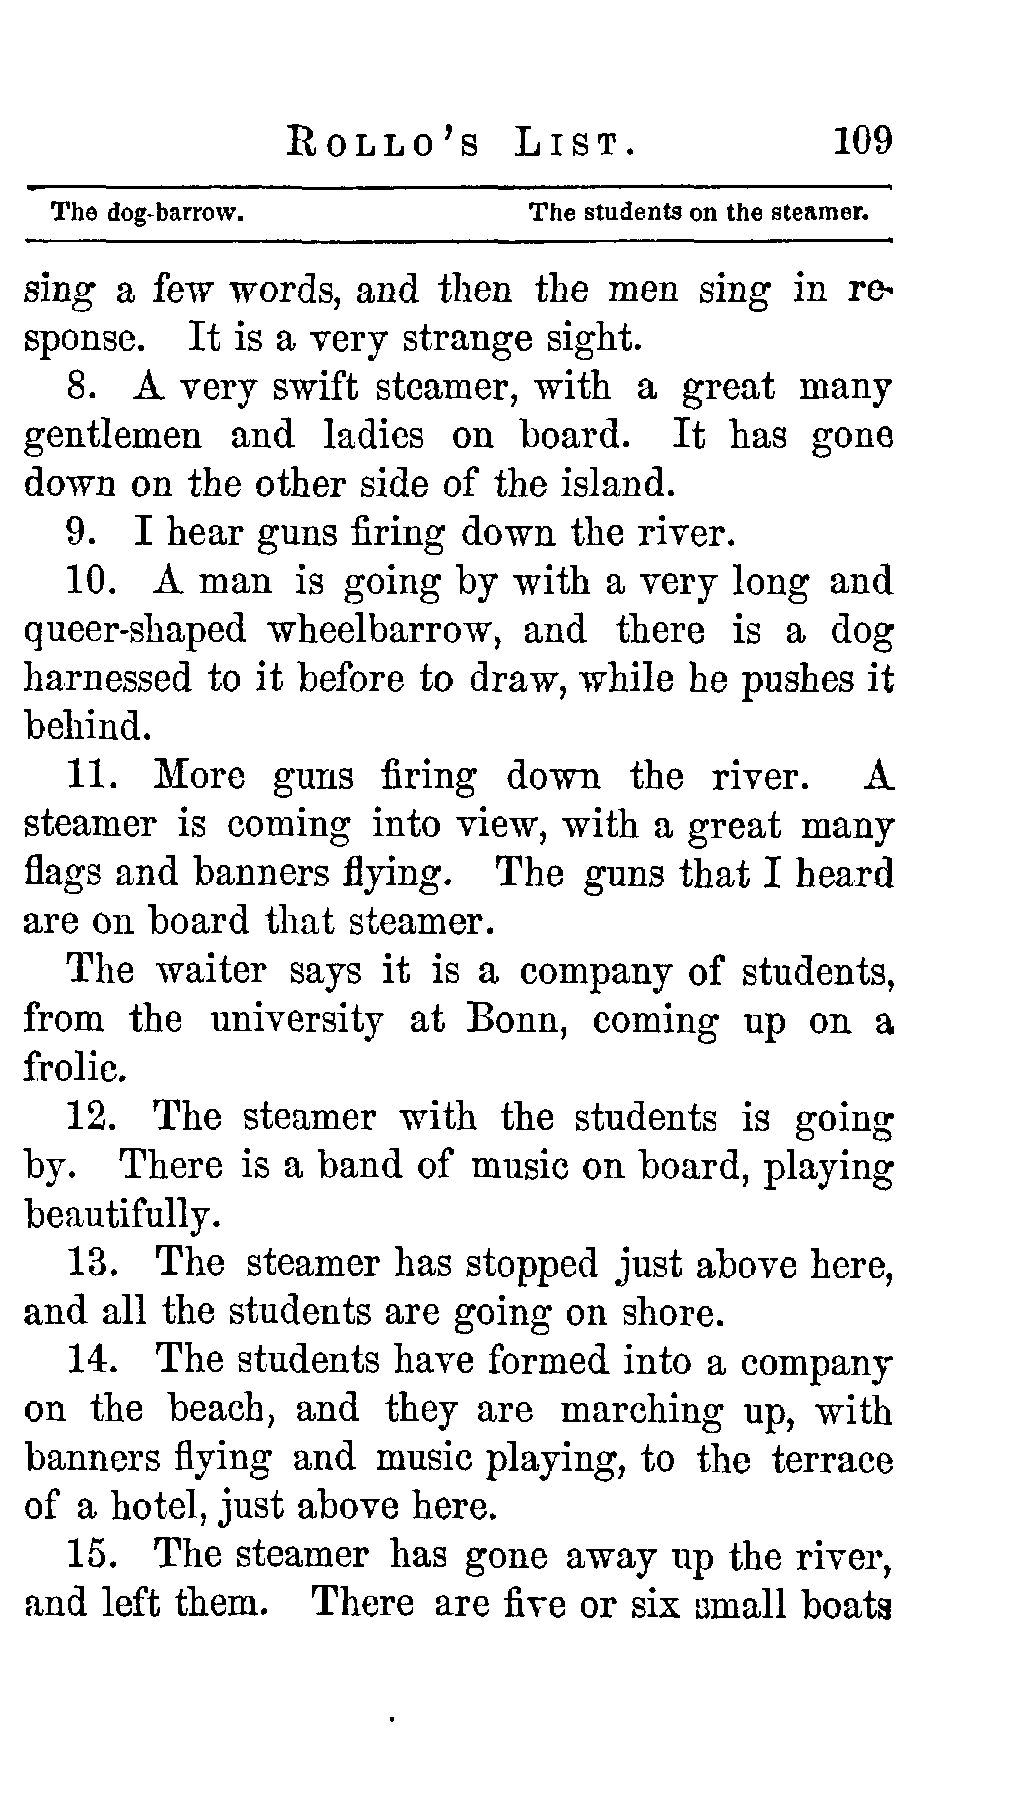 Rollo's List. 109
The dog-barrow. The students on the steamer.
sing a few words, and then the men sing in re-
sponse. It is a very strange sight.
8. A very swift steamer, with a great many
gentlemen and ladies on board. It has gone
down on the other side of the island.
9. I hear guns firing down the river.
10. A man is going by with a very long and
queer-shaped wheelbarrow, and there is a dog
harnessed to it before to draw, while he pushes it
behind.
11. More guns firing down the river. A
steamer is coming into view, with a great many
flags and banners flying. The guns that I heard
are on board that steamer.
The waiter says it is a company of students,
from the university at Bonn, coming up on a
frolic.
12. The steamer with the students is going
by. There is a band of music on board, playing
beautifully.
13. The steamer has stopped just above here,
and all the students are going on shore.
14. The students have formed into a company
on the beach, and they are marching up, with
banners flying and music playing, to the terrace
of a hotel, just above here.
15. The steamer has gone away up the river,
and left them. There are five or six small boats